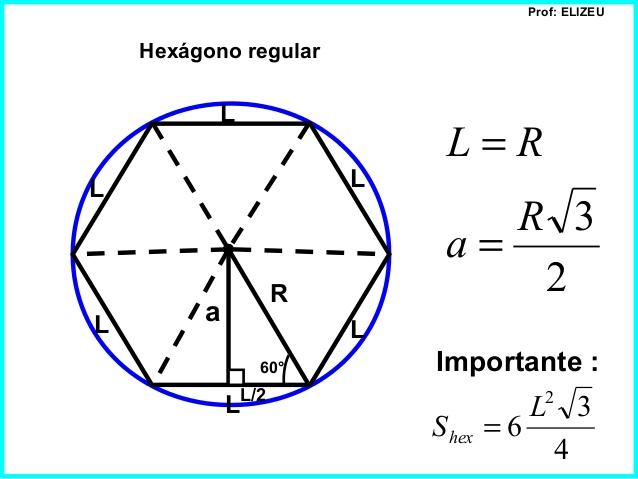 Prof: ELIZEU
Hexágono regular
L
L
L
L = R
a = R√3/2
a
R
L
L
60°
L/2
L
Importante :
S_hex = 6 L²√3/4